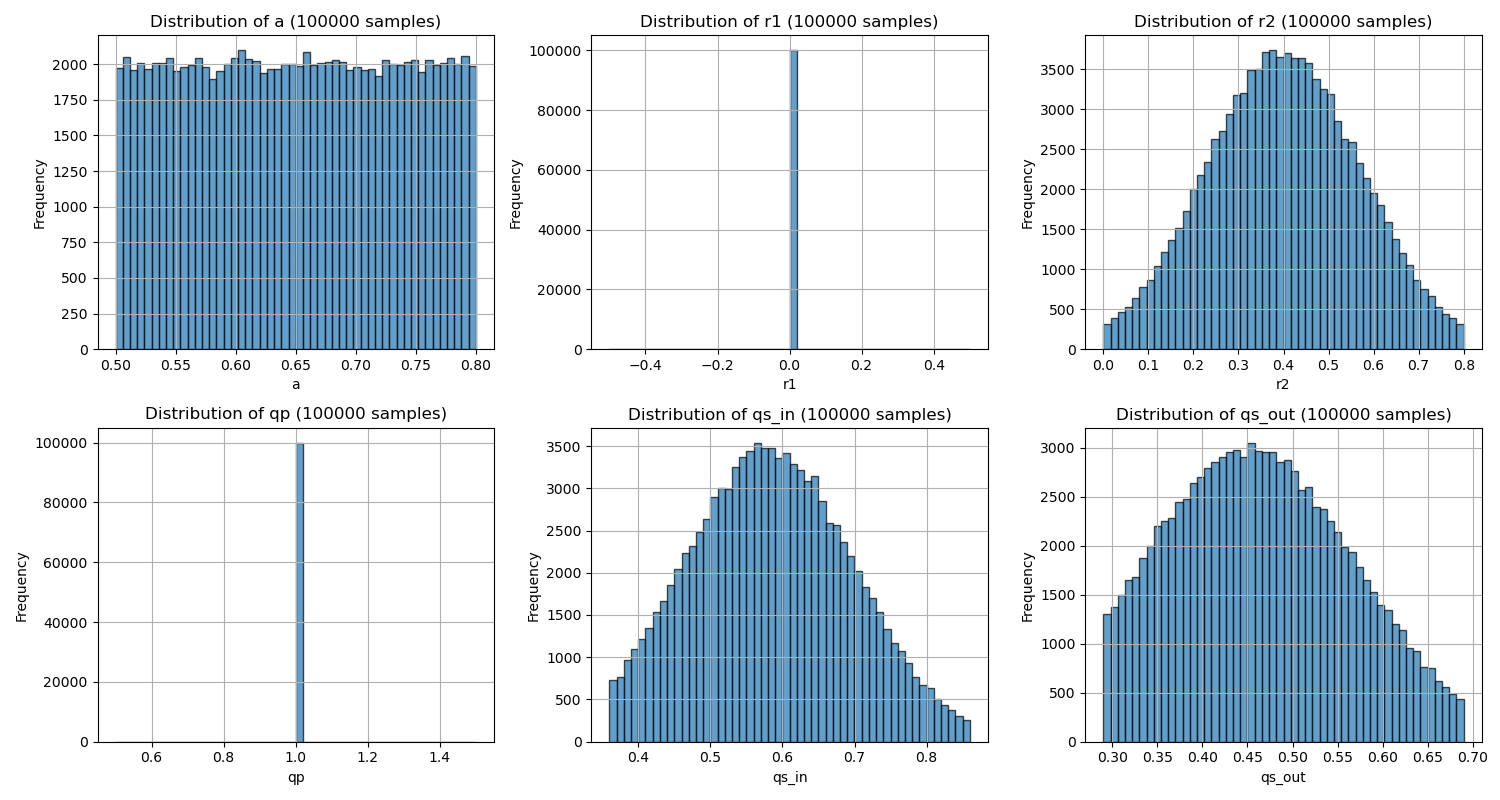 Distribution of a (100000 samples)
Frequency
2000
1750
1500
1250
1000
750
500
250
0
0.50 0.55 0.60 0.65 0.70 0.75 0.80
a
Distribution of r1 (100000 samples)
Frequency
100000
80000
60000
40000
20000
0
−0.4 −0.2 0.0 0.2 0.4
r1
Distribution of r2 (100000 samples)
Frequency
3500
3000
2500
2000
1500
1000
500
0
0.0 0.1 0.2 0.3 0.4 0.5 0.6 0.7 0.8
r2
Distribution of qp (100000 samples)
Frequency
100000
80000
60000
40000
20000
0
0.6 0.8 1.0 1.2 1.4
qp
Distribution of qs_in (100000 samples)
Frequency
3500
3000
2500
2000
1500
1000
500
0
0.4 0.5 0.6 0.7 0.8
qs_in
Distribution of qs_out (100000 samples)
Frequency
3000
2500
2000
1500
1000
500
0
0.30 0.35 0.40 0.45 0.50 0.55 0.60 0.65 0.70
qs_out